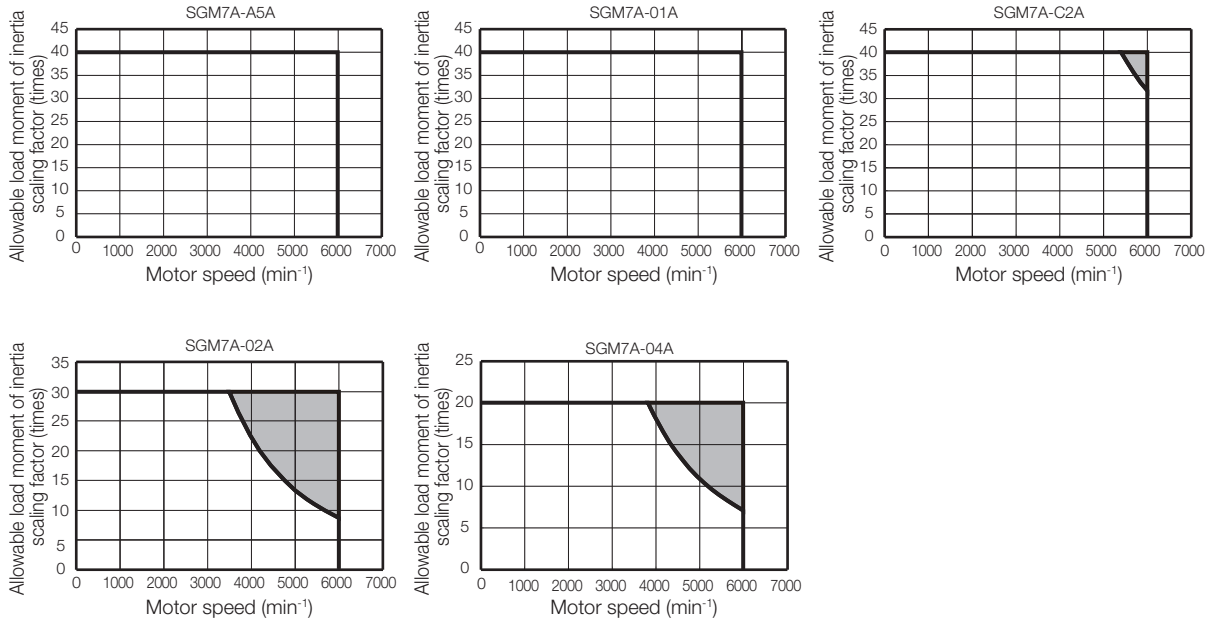 SGM7A-A5A
Allowable load moment of inertia
scaling factor (times)
45
40
35
30
25
20
15
10
5
0
0 1000 2000 3000 4000 5000 6000 7000
Motor speed (min-1)
SGM7A-01A
Allowable load moment of inertia
scaling factor (times)
45
40
35
30
25
20
15
10
5
0
0 1000 2000 3000 4000 5000 6000 7000
Motor speed (min-1)
SGM7A-C2A
Allowable load moment of inertia
scaling factor (times)
45
40
35
30
25
20
15
10
5
0
0 1000 2000 3000 4000 5000 6000 7000
Motor speed (min-1)
SGM7A-02A
Allowable load moment of inertia
scaling factor (times)
35
30
25
20
15
10
5
0
0 1000 2000 3000 4000 5000 6000 7000
Motor speed (min-1)
SGM7A-04A
Allowable load moment of inertia
scaling factor (times)
25
20
15
10
5
0
0 1000 2000 3000 4000 5000 6000 7000
Motor speed (min-1)